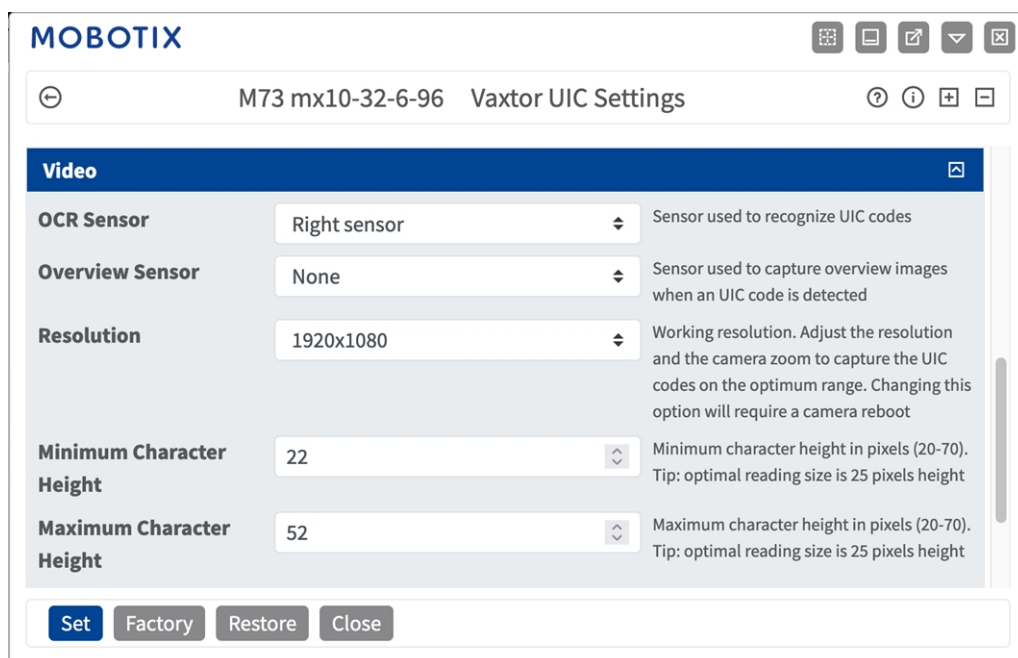 MOBOTIX
M73 mx10-32-6-96 Vaxtor UIC Settings
Video
OCR Sensor
Right sensor
Sensor used to recognize UIC codes
Overview Sensor
None
Sensor used to capture overview images
when an UIC code is detected
Resolution
1920x1080
Working resolution. Adjust the resolution
and the camera zoom to capture the UIC
codes on the optimum range. Changing this
option will require a camera reboot
Minimum Character
Height
22
Minimum character height in pixels (20-70).
Tip: optimal reading size is 25 pixels height
Maximum Character
Height
52
Maximum character height in pixels (20-70).
Tip: optimal reading size is 25 pixels height
Set Factory Restore Close